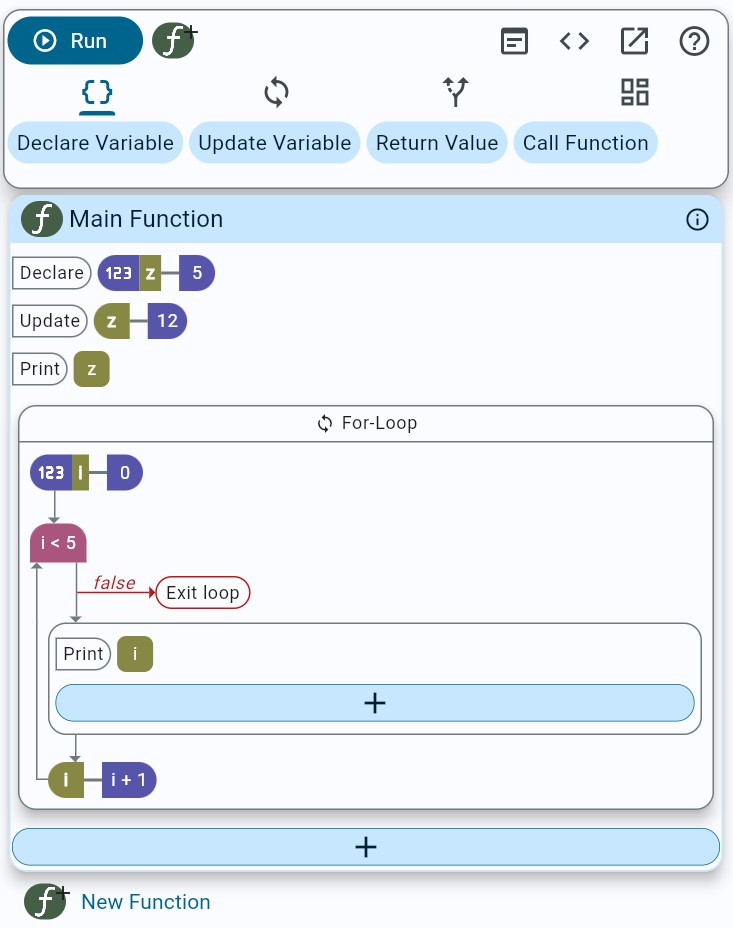 Run
Declare Variable Update Variable Return Value Call Function
Main Function
Declare 123 z 5
Update z 12
Print z
For-Loop
123 i 0
i < 5
false Exit loop
Print i
+
i i + 1
+
New Function